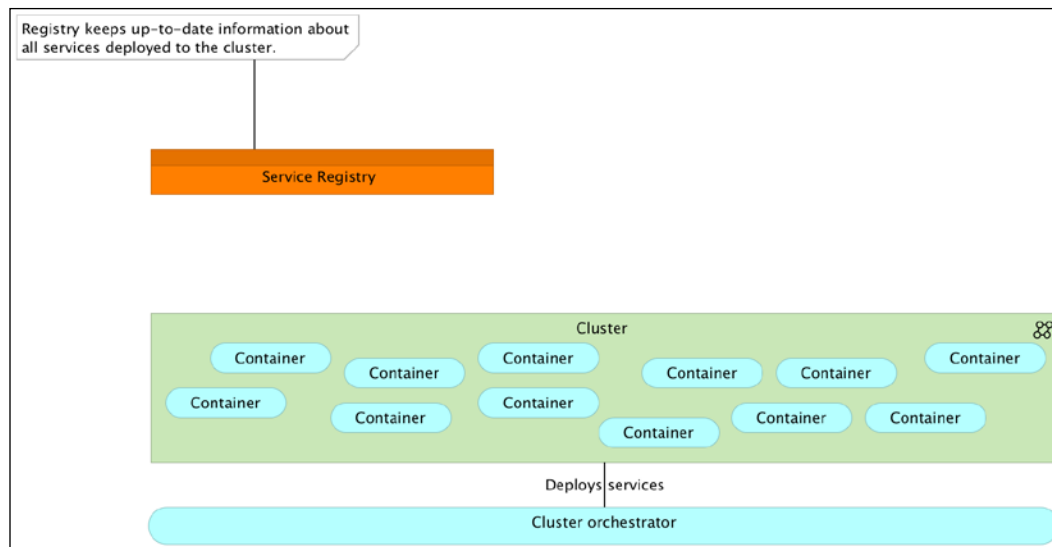 Registry keeps up-to-date information about
all services deployed to the cluster.
Service Registry
Cluster
Container
Container
Container
Container
Container
Container
Container
Container
Container
Container
Container
Container
Deploys services
Cluster orchestrator